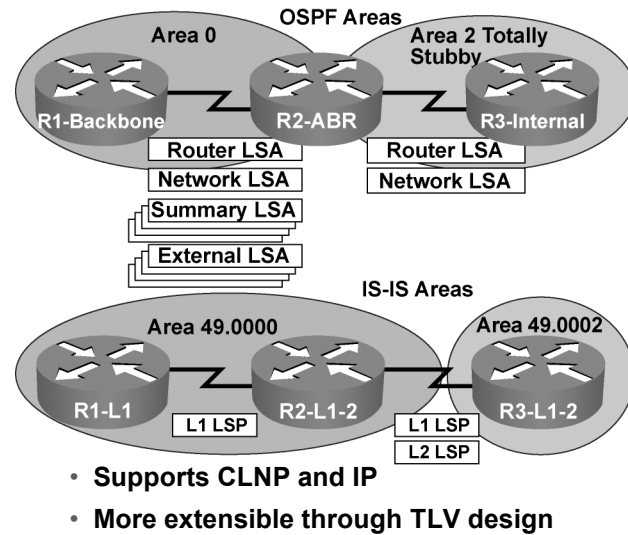 OSPF Areas
Area 0
Area 2 Totally
Stubby
R1-Backbone
R2-ABR
R3-Internal
Router LSA
Router LSA
Network LSA
Network LSA
Summary LSA
External LSA
IS-IS Areas
Area 49.0000
Area 49.0002
R1-L1
R2-L1-2
R3-L1-2
L1 LSP
L1 LSP
L2 LSP
• Supports CLNP and IP
• More extensible through TLV design